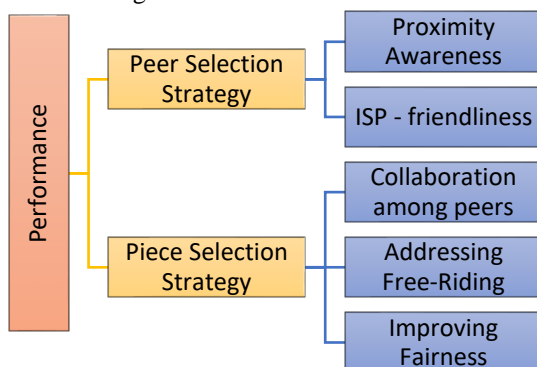 Performance
Peer Selection
Strategy
Proximity
Awareness
ISP - friendliness
Piece Selection
Strategy
Collaboration
among peers
Addressing
Free-Riding
Improving
Fairness